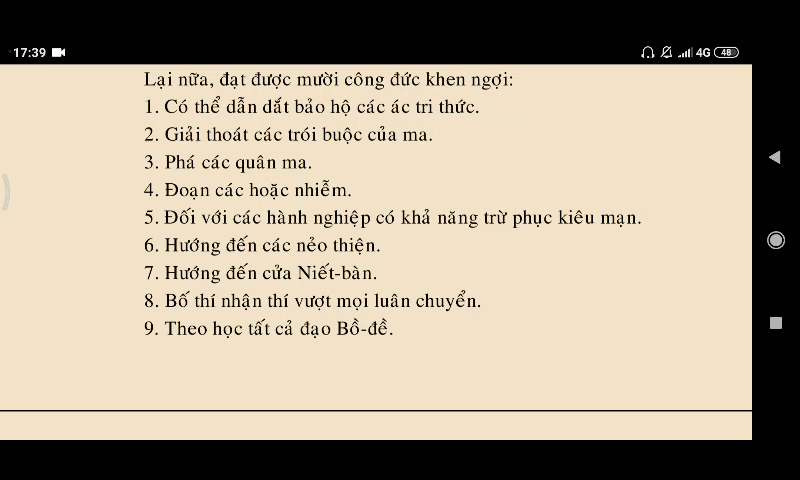 17:39
4G 48
Lại nữa, đạt được mười công đức khen ngợi:
1. Có thể dẫn dắt bảo hộ các ác tri thức.
2. Giải thoát các trói buộc của ma.
3. Phá các quân ma.
4. Đoạn các hoặc nhiễm.
5. Đối với các hành nghiệp có khả năng trừ phục kiêu mạn.
6. Hướng đến các nẻo thiện.
7. Hướng đến cửa Niết-bàn.
8. Bố thí nhận thí vượt mọi luân chuyển.
9. Theo học tất cả đạo Bồ-đề.